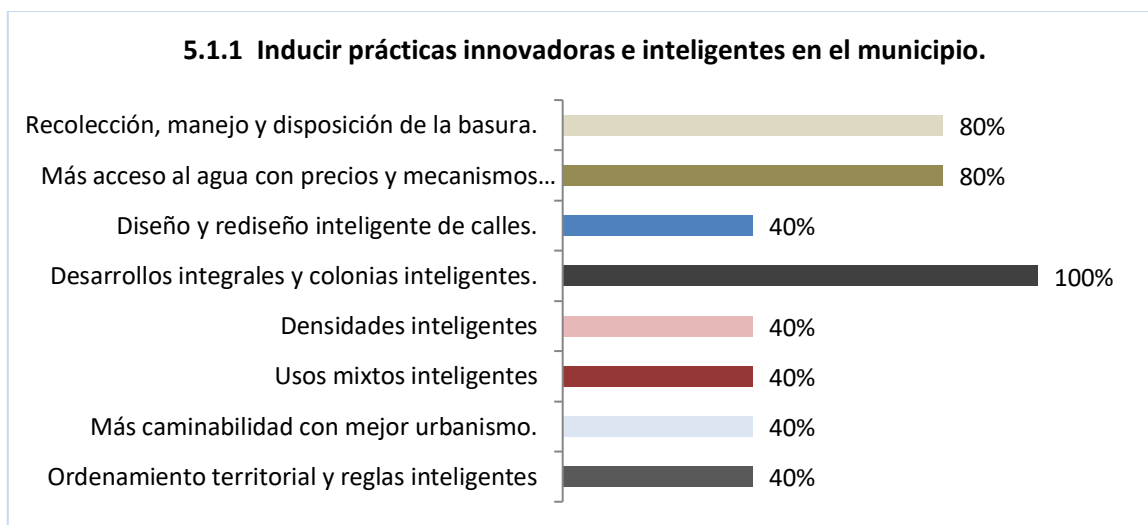 5.1.1 Inducir prácticas innovadoras e inteligentes en el municipio.
Recolección, manejo y disposición de la basura. 80%
Más acceso al agua con precios y mecanismos... 80%
Diseño y rediseño inteligente de calles. 40%
Desarrollos integrales y colonias inteligentes. 100%
Densidades inteligentes 40%
Usos mixtos inteligentes 40%
Más caminabilidad con mejor urbanismo. 40%
Ordenamiento territorial y reglas inteligentes 40%